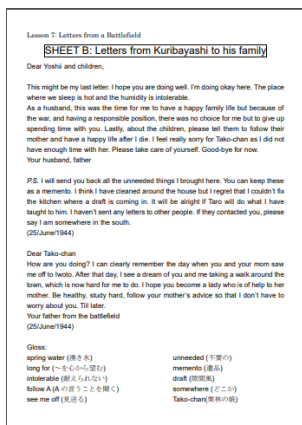 Lesson 7: Letters from a Battlefield
SHEET B: Letters from Kuribayashi to his family
Dear Yoshii and children,
This might be my last letter. I hope you are doing well. I'm doing okay here. The place
where we sleep is hot and the humidity is intolerable.
As a husband, this was the time for me to have a happy family life but because of
the war, and having a responsible position, there was no choice for me but to give up
spending time with you. Lastly, about the children, please tell them to follow their
mother and have a happy life after I die. I feel really sorry for Tako-chan as I did not
have enough time with her. Please take care of yourself. Good-bye for now.
Your husband, father
P.S. I will send you back all the unneeded things I brought here. You can keep these
as a memento. I think I have cleaned around the house but I regret that I couldn't fix
the kitchen where a draft is coming in. It will be alright if Taro will do what I have
taught to him. I haven't sent any letters to other people. If they contacted you, please
say I am somewhere in the south.
(25/June/1944)
Dear Tako-chan
How are you doing? I can clearly remember the day when you and your mom saw
me off to Iwoto. After that day, I see a dream of you and me taking a walk around the
town, which is now hard for me to do. I hope you become a lady who is of help to her
mother. Be healthy, study hard, follow your mother's advice so that I don't have to
worry about you. Till later.
Your father from the battlefield
(25/June/1944)
Gloss:
spring water (湧き水) unneeded (不要の)
long for (～を心から望む) memento (遺品)
intolerable (耐えられない) draft (隙間風)
follow A (A の言うことを聞く) somewhere (どこか)
see me off (見送る) Tako-chan(栗林の娘)